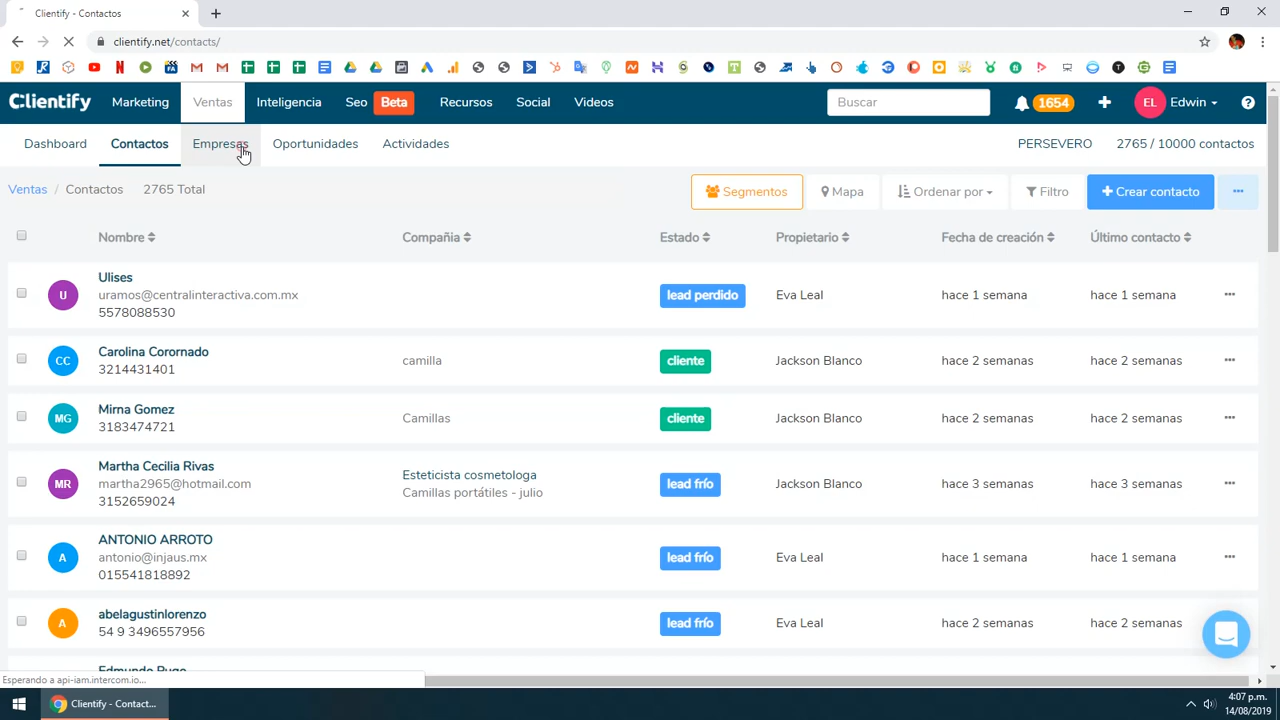 Clientify - Contactos
clientify.net/contacts/
Clientify Marketing Ventas Inteligencia Seo Beta Recursos Social Videos Buscar 1654 EL Edwin
Dashboard Contactos Empresas Oportunidades Actividades PERSEVERO 2765 / 10000 contactos
Ventas / Contactos 2765 Total Segmentos Mapa Ordenar por Filtro Crear contacto
Nombre Compañia Estado Propietario Fecha de creación Último contacto
Ulises
U uramos@centralinteractiva.com.mx lead perdido Eva Leal hace 1 semana hace 1 semana
5578088530
Carolina Corornado
CC camilla cliente Jackson Blanco hace 2 semanas hace 2 semanas
3214431401
Mirna Gomez
MG Camillas cliente Jackson Blanco hace 2 semanas hace 2 semanas
3183474721
Martha Cecilia Rivas Esteticista cosmetologa
MR martha2965@hotmail.com Camillas portátiles - julio lead frío Jackson Blanco hace 3 semanas hace 3 semanas
3152659024
ANTONIO ARROTO
A antonio@injaus.mx lead frío Eva Leal hace 1 semana hace 1 semana
015541818892
abelagustinlorenzo
A lead frío Eva Leal hace 2 semanas hace 2 semanas
54 9 3496557956
Esperando a api-iam.intercom.io...
Clientify - Contact...
4:07 p.m.
14/08/2019